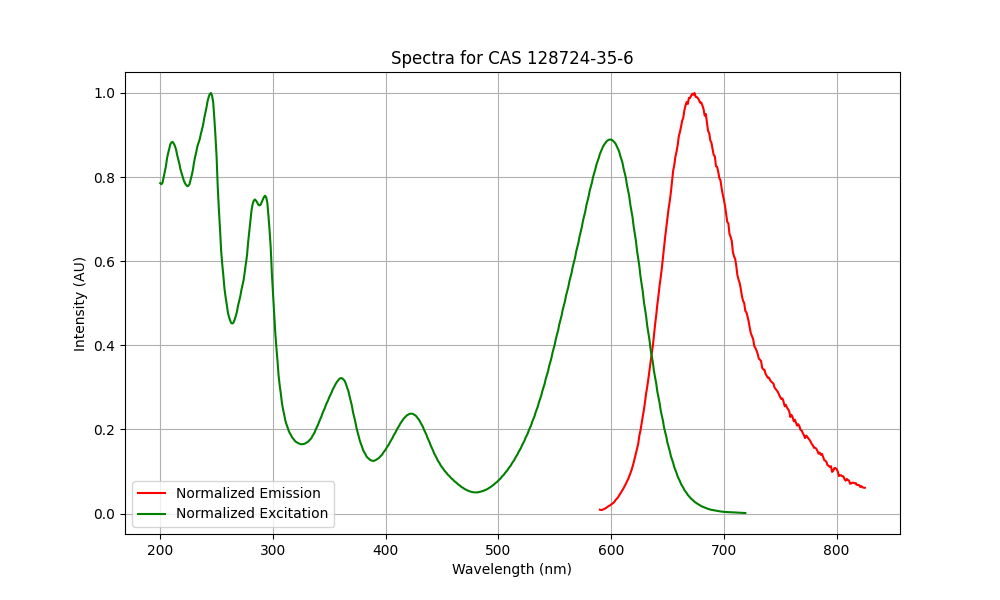 Spectra for CAS 128724-35-6
Intensity (AU)
1.0
0.8
0.6
0.4
0.2
0.0
Normalized Emission
Normalized Excitation
200 300 400 500 600 700 800
Wavelength (nm)